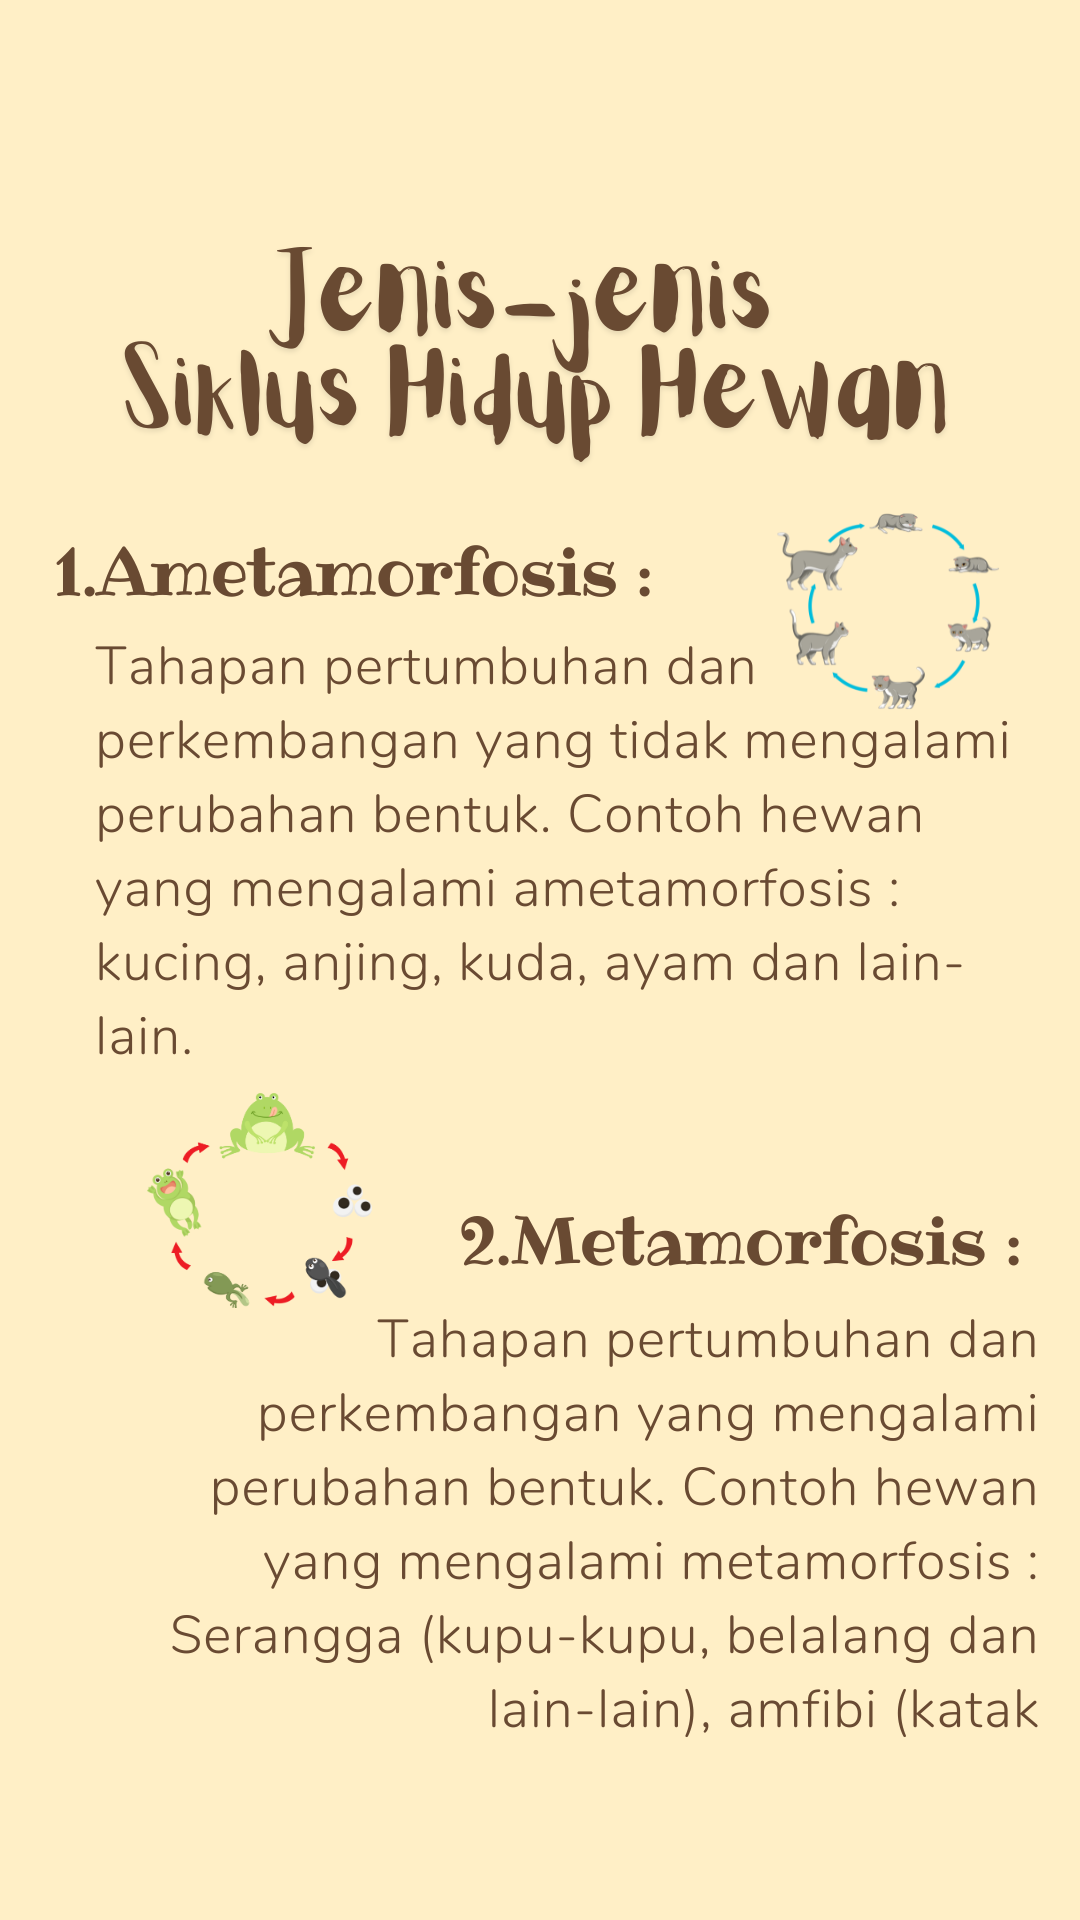 Jenis-jenis
Siklus Hidup Hewan
1.Ametamorfosis :
Tahapan pertumbuhan dan
perkembangan yang tidak mengalami
perubahan bentuk. Contoh hewan
yang mengalami ametamorfosis :
kucing, anjing, kuda, ayam dan lain-
lain.
2.Metamorfosis :
Tahapan pertumbuhan dan
perkembangan yang mengalami
perubahan bentuk. Contoh hewan
yang mengalami metamorfosis :
Serangga (kupu-kupu, belalang dan
lain-lain), amfibi (katak